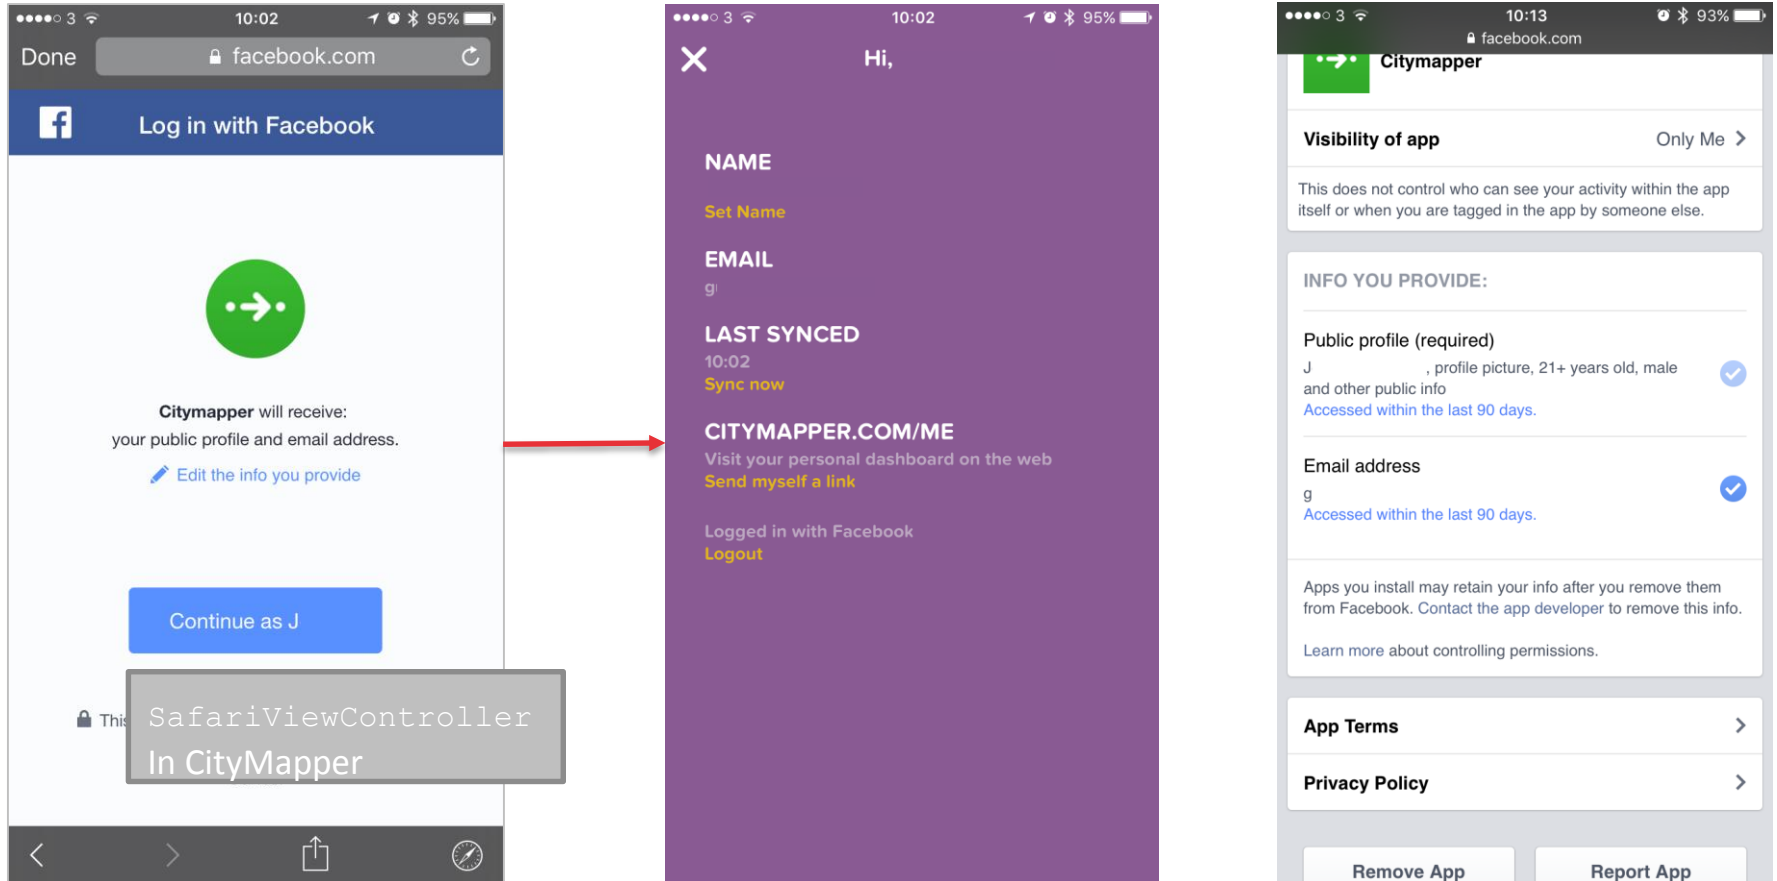 3 10:02 95%
Done facebook.com
Log in with Facebook
Citymapper will receive:
your public profile and email address.
Edit the info you provide
Continue as J
This
SafariViewController
In CityMapper
3 10:02 95%
Hi,
NAME
Set Name
EMAIL
g
LAST SYNCED
10:02
Sync now
CITYMAPPER.COM/ME
Visit your personal dashboard on the web
Send myself a link
Logged in with Facebook
Logout
3 10:13 93%
facebook.com
Citymapper
Visibility of app Only Me
This does not control who can see your activity within the app
itself or when you are tagged in the app by someone else.
INFO YOU PROVIDE:
Public profile (required)
J , profile picture, 21+ years old, male
and other public info
Accessed within the last 90 days.
Email address
g
Accessed within the last 90 days.
Apps you install may retain your info after you remove them
from Facebook. Contact the app developer to remove this info.
Learn more about controlling permissions.
App Terms
Privacy Policy
Remove App Report App